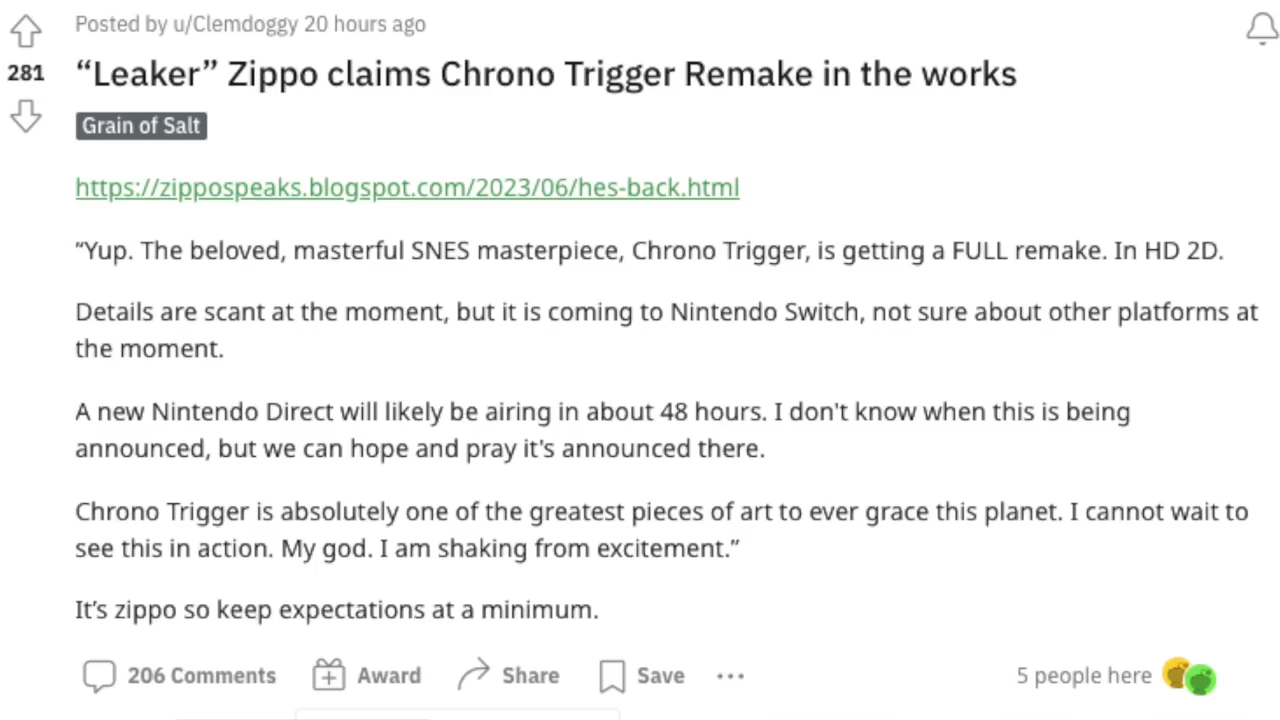 Posted by u/Clemdoggy 20 hours ago
281
“Leaker” Zippo claims Chrono Trigger Remake in the works
Grain of Salt
https://zippospeaks.blogspot.com/2023/06/hes-back.html
“Yup. The beloved, masterful SNES masterpiece, Chrono Trigger, is getting a FULL remake. In HD 2D.
Details are scant at the moment, but it is coming to Nintendo Switch, not sure about other platforms at
the moment.
A new Nintendo Direct will likely be airing in about 48 hours. I don't know when this is being
announced, but we can hope and pray it's announced there.
Chrono Trigger is absolutely one of the greatest pieces of art to ever grace this planet. I cannot wait to
see this in action. My god. I am shaking from excitement.”
It’s zippo so keep expectations at a minimum.
206 Comments Award Share Save ••• 5 people here